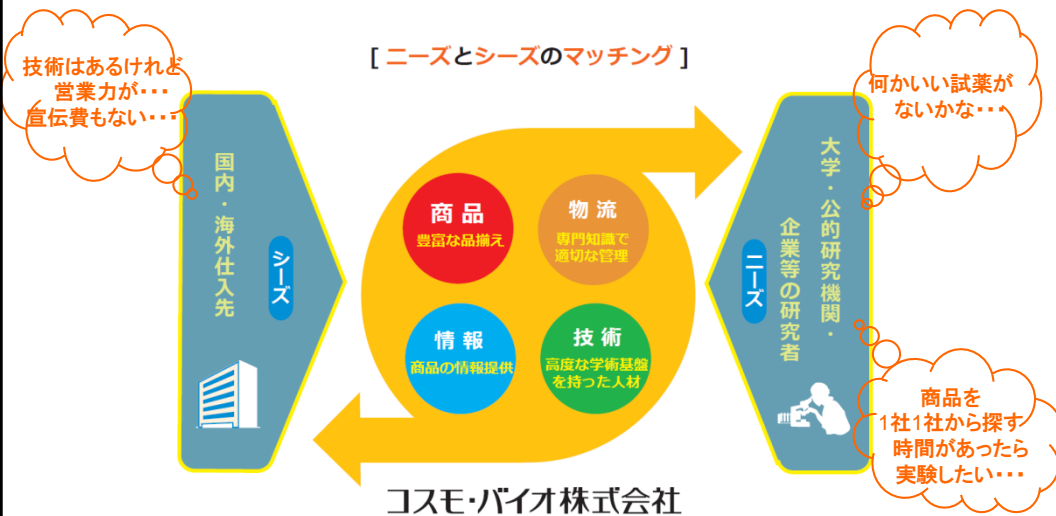 [ ニーズとシーズのマッチング ]
技術はあるけれど
営業力が・・・
宣伝費もない・・・
何かいい試薬が
ないかな・・・
国内・海外仕入先
シーズ
商品
豊富な品揃え
物流
専門知識で
適切な管理
情報
商品の情報提供
技術
高度な学術基盤
を持った人材
ニーズ
大学・公的研究機関・
企業等の研究者
商品を
1社1社から探す
時間があったら
実験したい・・・
コスモ・バイオ株式会社